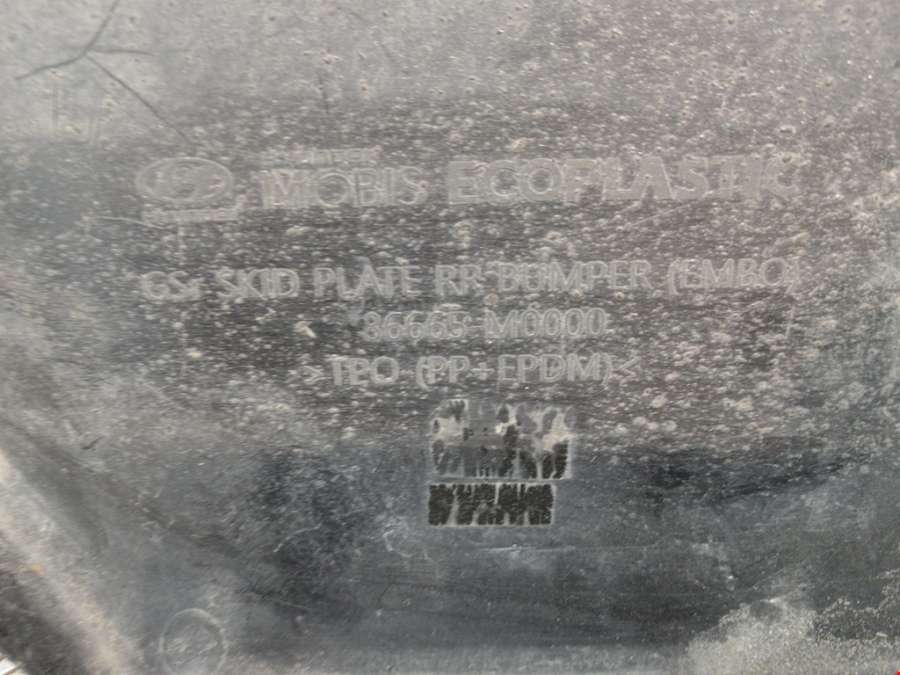 MOBIS ECOPLASTIC
GSr SKID PLATE RR BUMPER (EMBO)
86665-M0000
>TPO (PP+EPDM)<